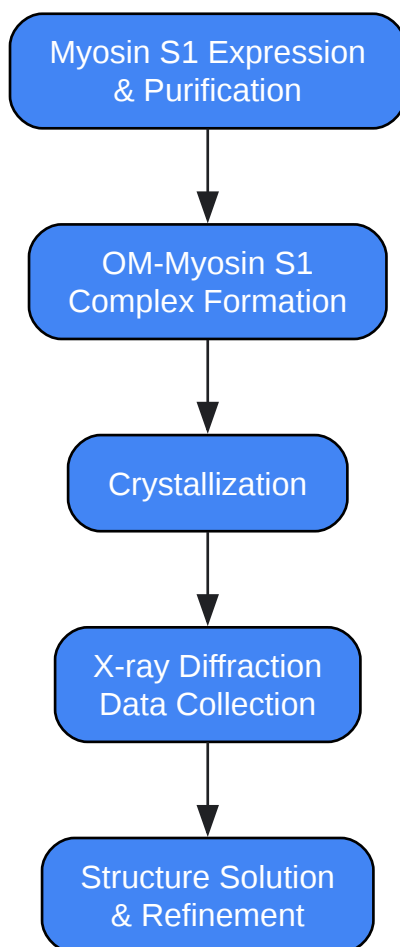 Myosin S1 Expression
& Purification
OM-Myosin S1
Complex Formation
Crystallization
X-ray Diffraction
Data Collection
Structure Solution
& Refinement